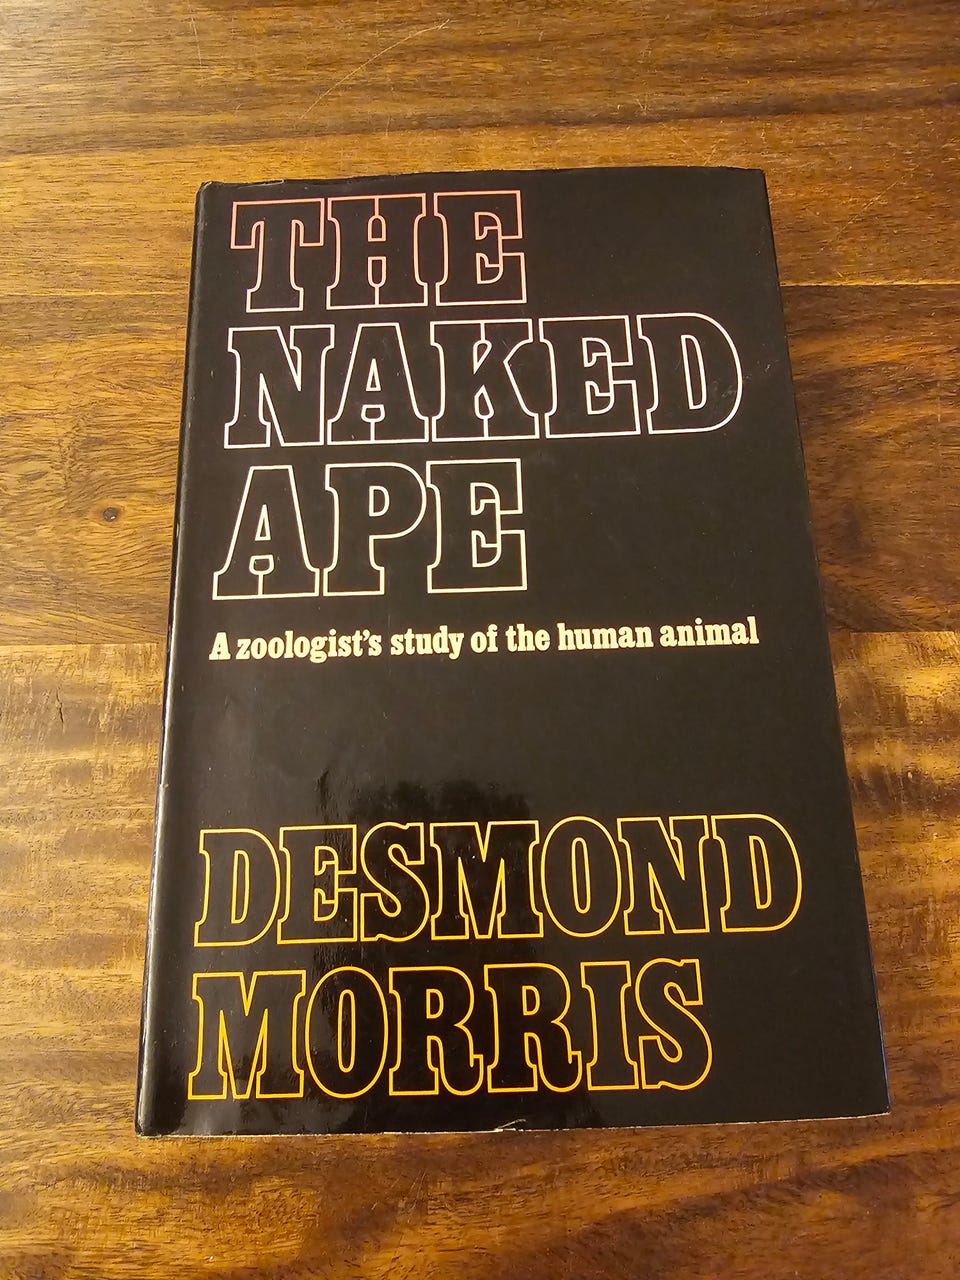 THE
NAKED
APE
A zoologist's study of the human animal
DESMOND
MORRIS